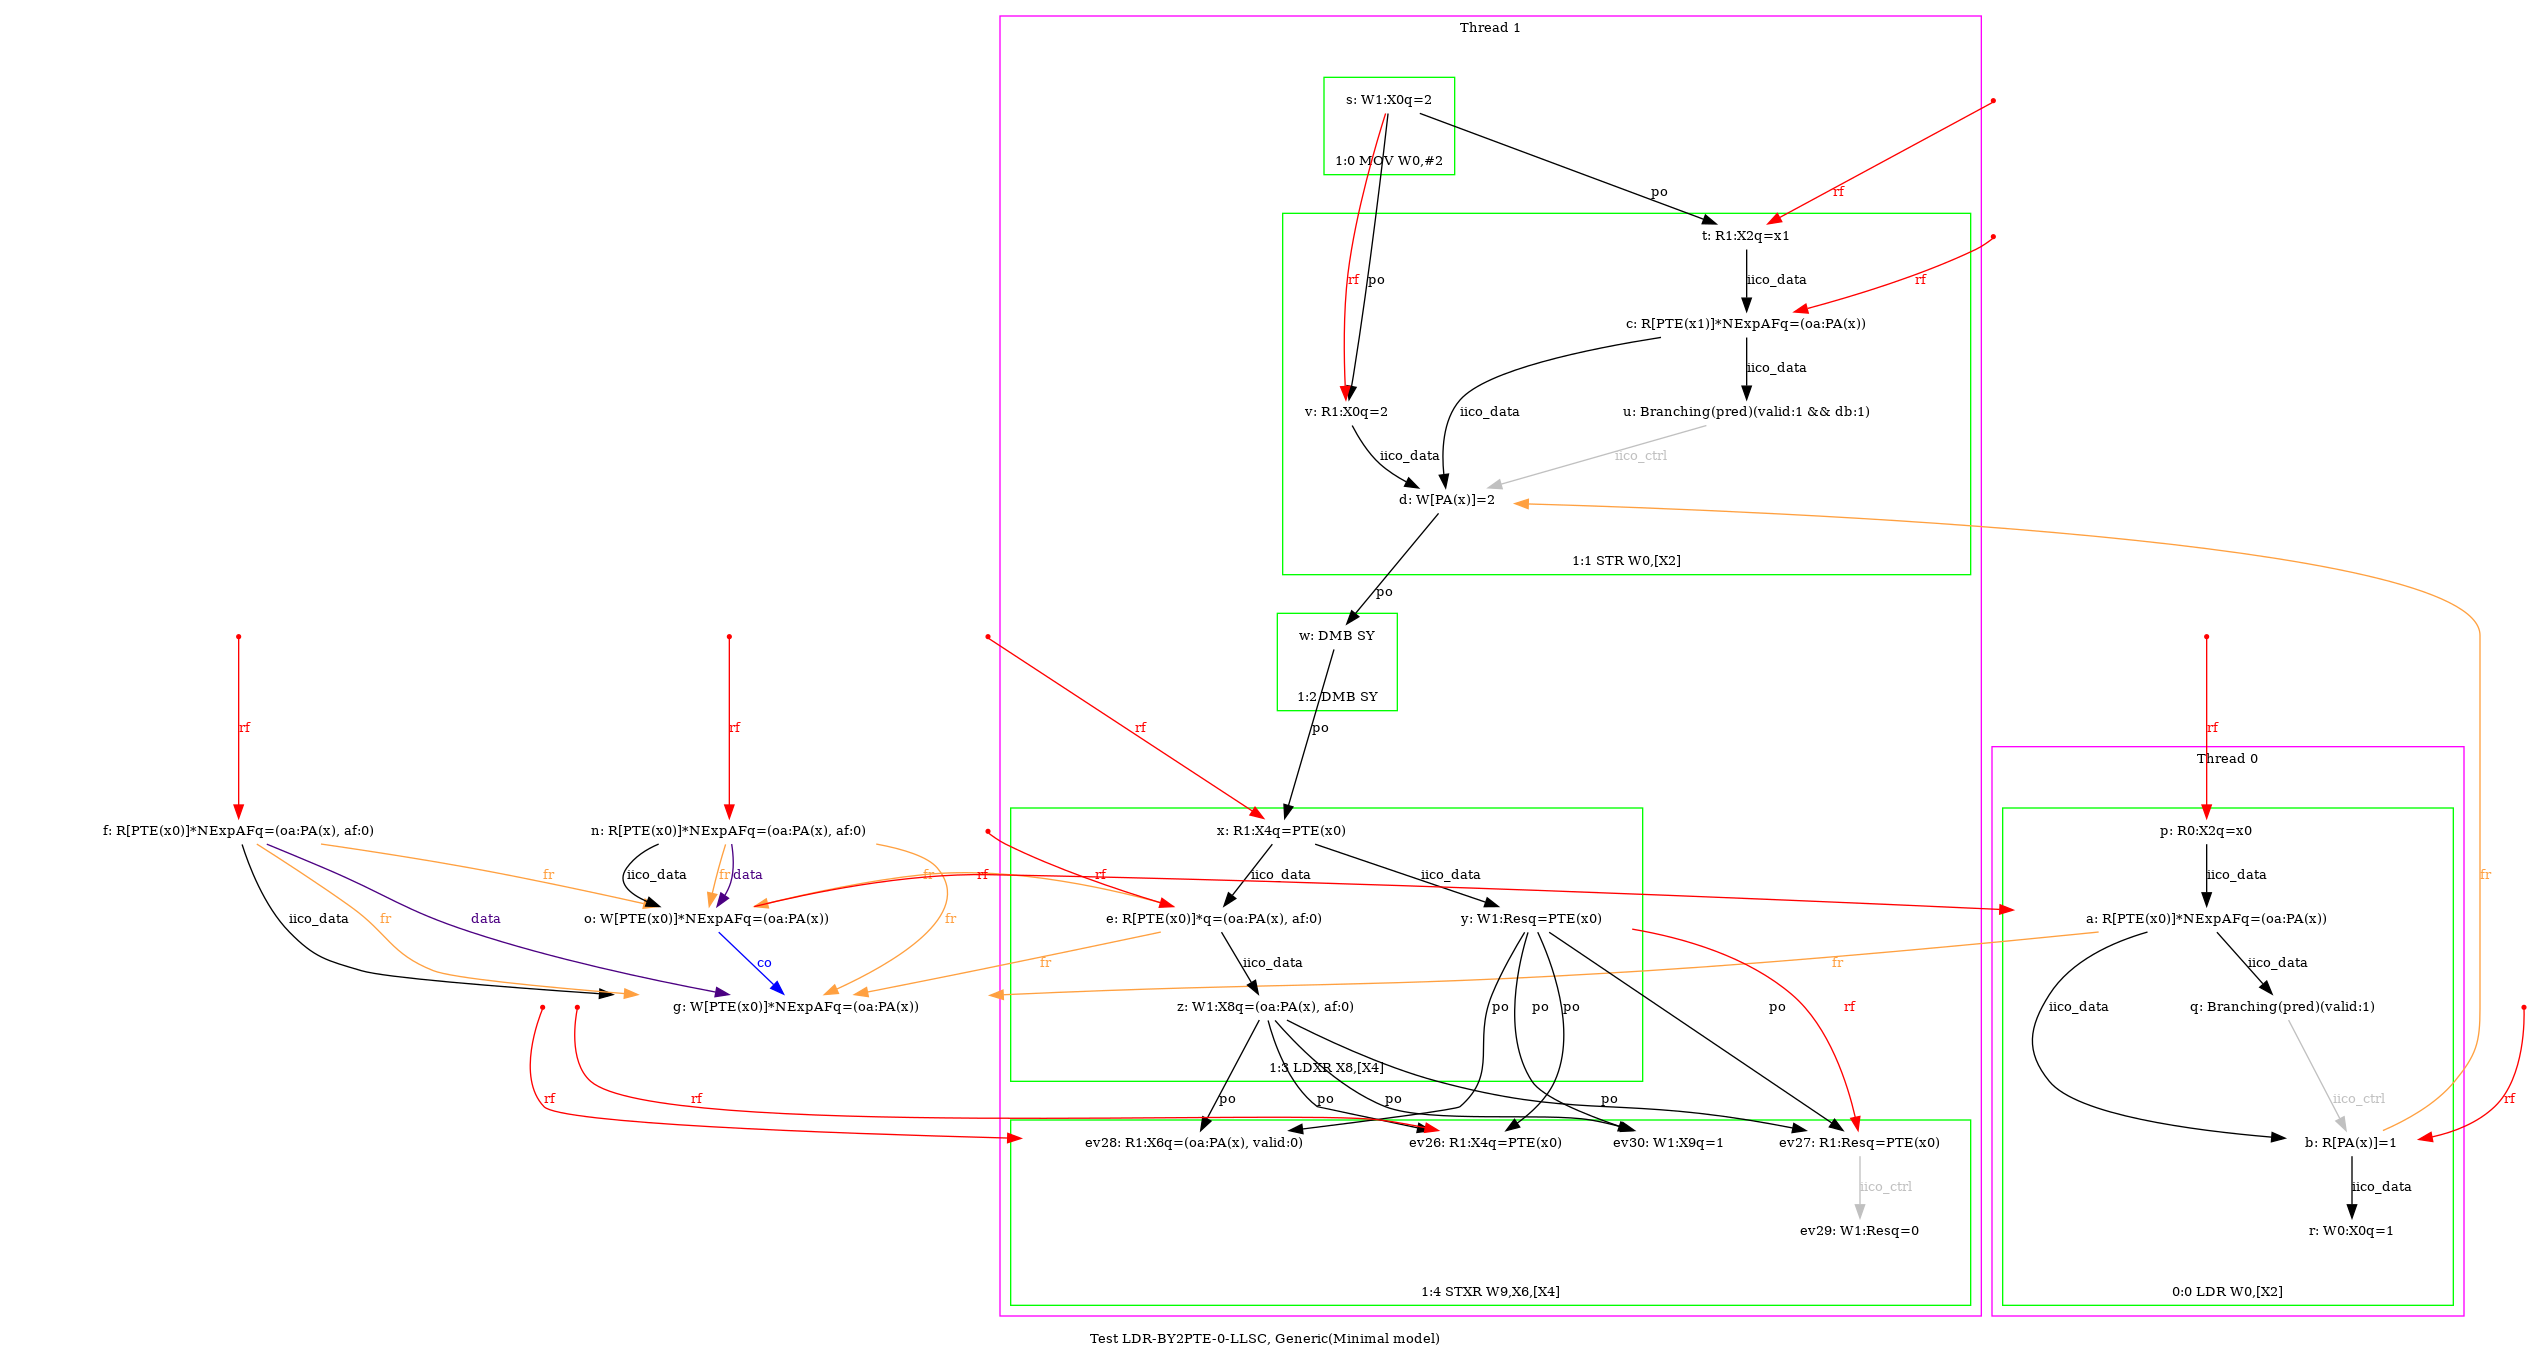 Thread 1
s: W1:X0q=2
1:0 MOV W0,#2
po
rf
t: R1:X2q=x1
rf
po
iico_data
rf
c: R[PTE(x1)]*NExpAFq=(oa:PA(x))
iico_data
v: R1:X0q=2
iico_data
u: Branching(pred)(valid:1 && db:1)
iico_data
iico_ctrl
d: W[PA(x)]=2
1:1 STR W0,[X2]
po
w: DMB SY
1:2 DMB SY
rf
rf
rf
po
rf
Thread 0
f: R[PTE(x0)]*NExpAFq=(oa:PA(x), af:0)
n: R[PTE(x0)]*NExpAFq=(oa:PA(x), af:0)
x: R1:X4q=PTE(x0)
p: R0:X2q=x0
fr
iico_data
fr
data
fr
rf
rf
iico_data
iico_data
iico_data
fr
iico_data
fr
data
o: W[PTE(x0)]*NExpAFq=(oa:PA(x))
fr
e: R[PTE(x0)]*q=(oa:PA(x), af:0)
y: W1:Resq=PTE(x0)
a: R[PTE(x0)]*NExpAFq=(oa:PA(x))
co
fr
iico_data
fr
iico_data
g: W[PTE(x0)]*NExpAFq=(oa:PA(x))
z: W1:X8q=(oa:PA(x), af:0)
po
po
po
po
rf
iico_data
q: Branching(pred)(valid:1)
1:3 LDXR X8,[X4]
rf
rf
po
po
po
po
iico_ctrl
rf
ev28: R1:X6q=(oa:PA(x), valid:0)
ev26: R1:X4q=PTE(x0)
ev30: W1:X9q=1
ev27: R1:Resq=PTE(x0)
b: R[PA(x)]=1
iico_ctrl
iico_data
ev29: W1:Resq=0
r: W0:X0q=1
1:4 STXR W9,X6,[X4]
0:0 LDR W0,[X2]
Test LDR-BY2PTE-0-LLSC, Generic(Minimal model)